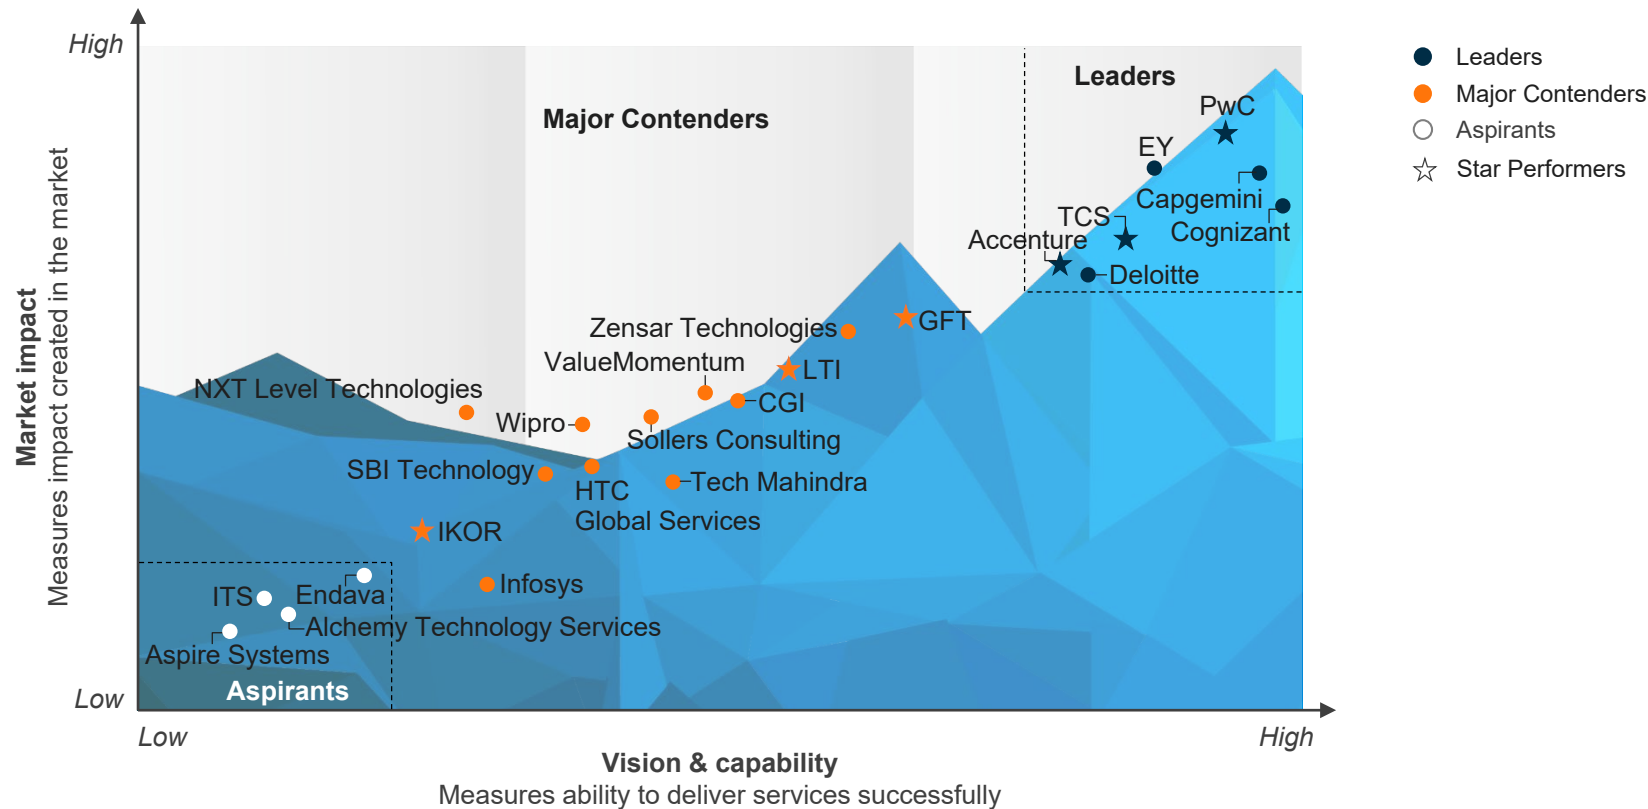 High
Leaders
Leaders
Major Contenders
Aspirants
Star Performers
Major Contenders
PwC
EY
Capgemini
TCS
Cognizant
Accenture
Deloitte
Zensar Technologies
GFT
ValueMomentum
LTI
NXT Level Technologies
CGI
Wipro
Sollers Consulting
SBI Technology
HTC
Global Services
Tech Mahindra
IKOR
Infosys
ITS
Endava
Alchemy Technology Services
Aspire Systems
Aspirants
Market impact
Measures impact created in the market
Low
Low
High
Vision & capability
Measures ability to deliver services successfully